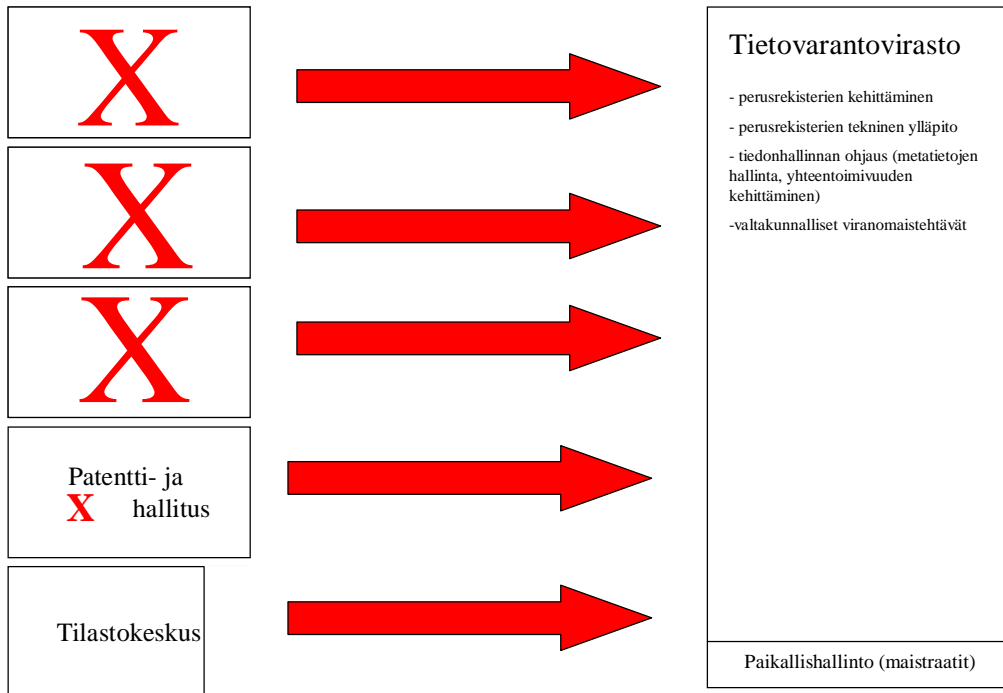 X
X
X
Patentti- ja
X hallitus
Tilastokeskus
Tietovarantovirasto
- perusrekisterien kehittäminen
- perusrekisterien tekninen ylläpito
- tiedonhallinnan ohjaus (metatietojen
hallinta, yhteentoimivuuden
kehittäminen)
-valtakunnalliset viranomaistehtävät
Paikallishallinto (maistraatit)